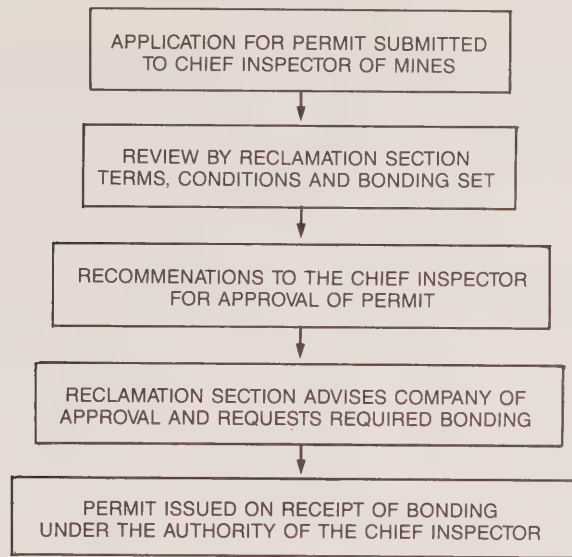 APPLICATION FOR PERMIT SUBMITTED
TO CHIEF INSPECTOR OF MINES
REVIEW BY RECLAMATION SECTION
TERMS, CONDITIONS AND BONDING SET
RECOMMENATIONS TO THE CHIEF INSPECTOR
FOR APPROVAL OF PERMIT
RECLAMATION SECTION ADVISES COMPANY OF
APPROVAL AND REQUESTS REQUIRED BONDING
PERMIT ISSUED ON RECEIPT OF BONDING
UNDER THE AUTHORITY OF THE CHIEF INSPECTOR